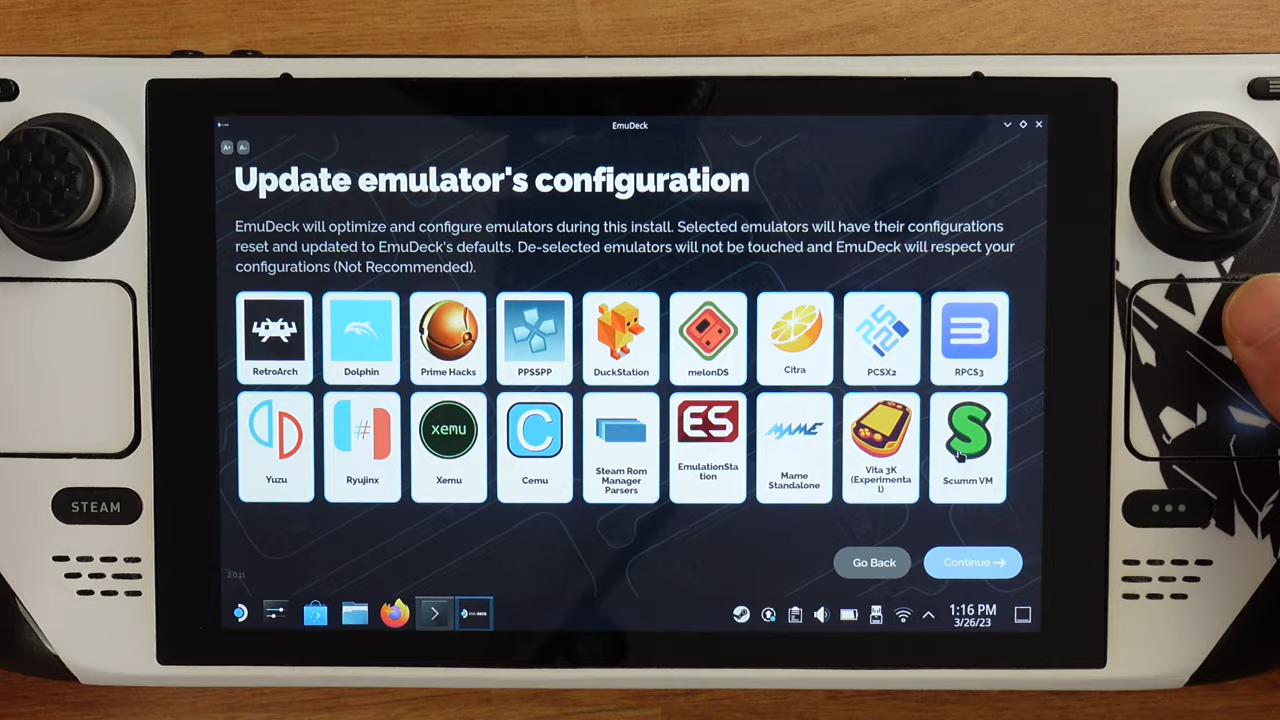 EmuDeck
A+ A-
Update emulator's configuration
EmuDeck will optimize and configure emulators during this install. Selected emulators will have their configurations
reset and updated to EmuDeck's defaults. De-selected emulators will not be touched and EmuDeck will respect your
configurations (Not Recommended).
RetroArch
Dolphin
Prime Hacks
PPSSPP
DuckStation
melonDS
Citra
PCSX2
RPCS3
#
xemu
C
ES
MAME
S
Yuzu
Ryujinx
Xemu
Cemu
Steam Rom
Manager
Parsers
EmulationSta
tion
Mame
Standalone
Vita 3K
(Experimenta
l)
Scumm VM
STEAM
Go Back
Continue
2.0.11
1:16 PM
3/26/23